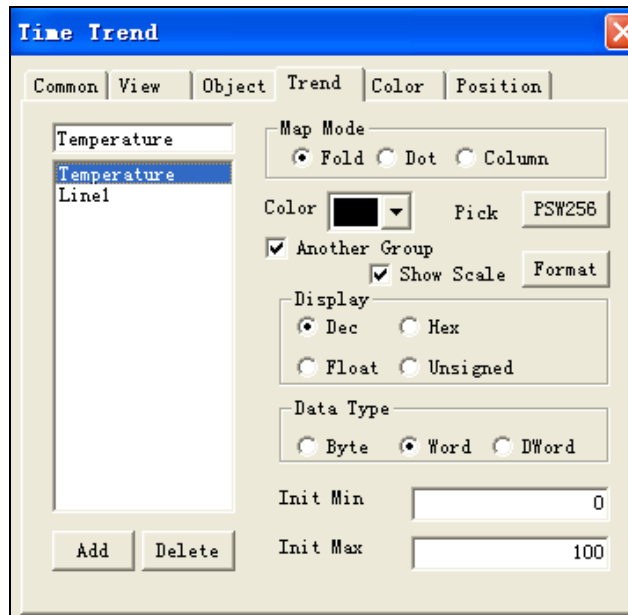 Time Trend
Common View Object Trend Color Position
Temperature
Temperature
Line1
Add Delete
Map Mode
Fold Dot Column
Color Pick PSW256
Another Group
Show Scale Format
Display
Dec Hex
Float Unsigned
Data Type
Byte Word DWord
Init Min 0
Init Max 100